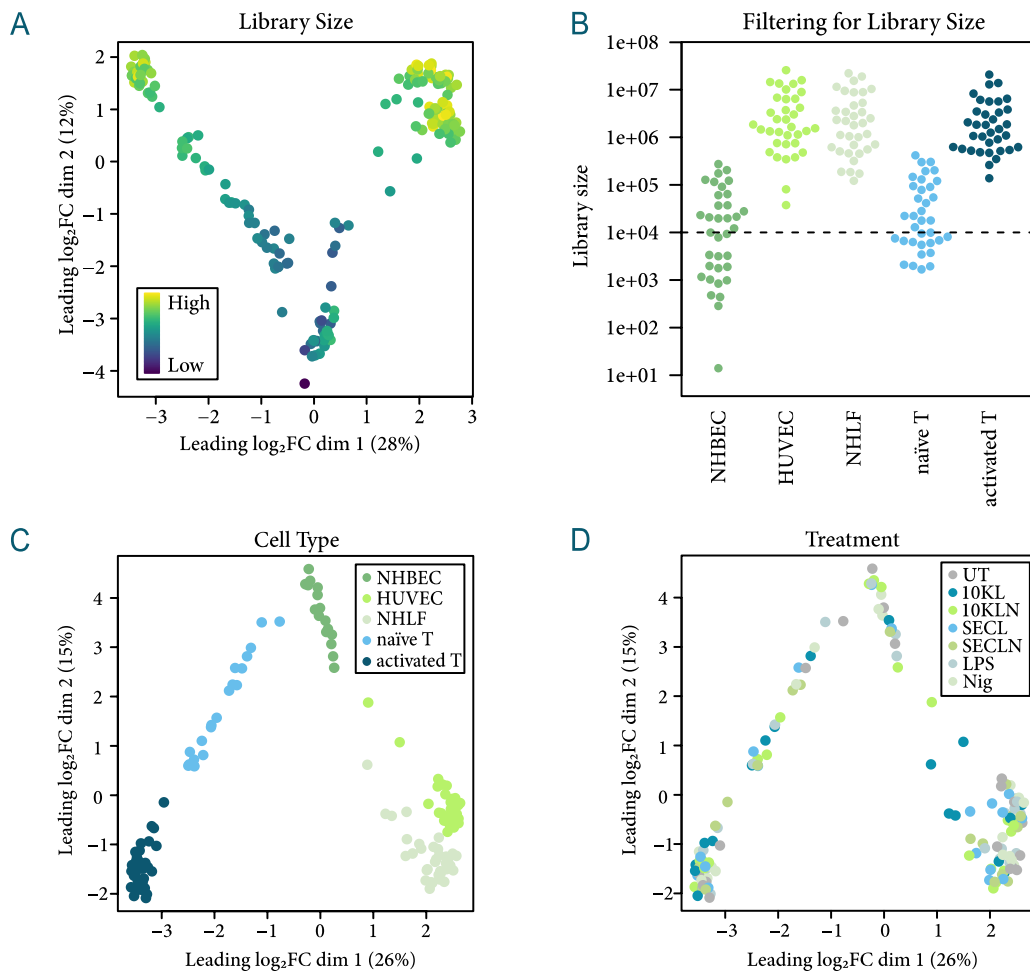 A
Library Size
Leading log₂FC dim 2 (12%)
2
1
0
−1
−2
−3
−4
High
Low
−3
−2
−1
0
1
2
3
Leading log₂FC dim 1 (28%)
B
Filtering for Library Size
Library size
1e+08
1e+07
1e+06
1e+05
1e+04
1e+03
1e+02
1e+01
NHBEC
HUVEC
NHLF
naïve T
activated T
C
Cell Type
Leading log₂FC dim 2 (15%)
4
3
2
1
0
−1
−2
NHBEC
HUVEC
NHLF
naïve T
activated T
−3
−2
−1
0
1
2
Leading log₂FC dim 1 (26%)
D
Treatment
Leading log₂FC dim 2 (15%)
4
3
2
1
0
−1
−2
UT
10KL
10KLN
SECL
SECLN
LPS
Nig
−3
−2
−1
0
1
2
Leading log₂FC dim 1 (26%)